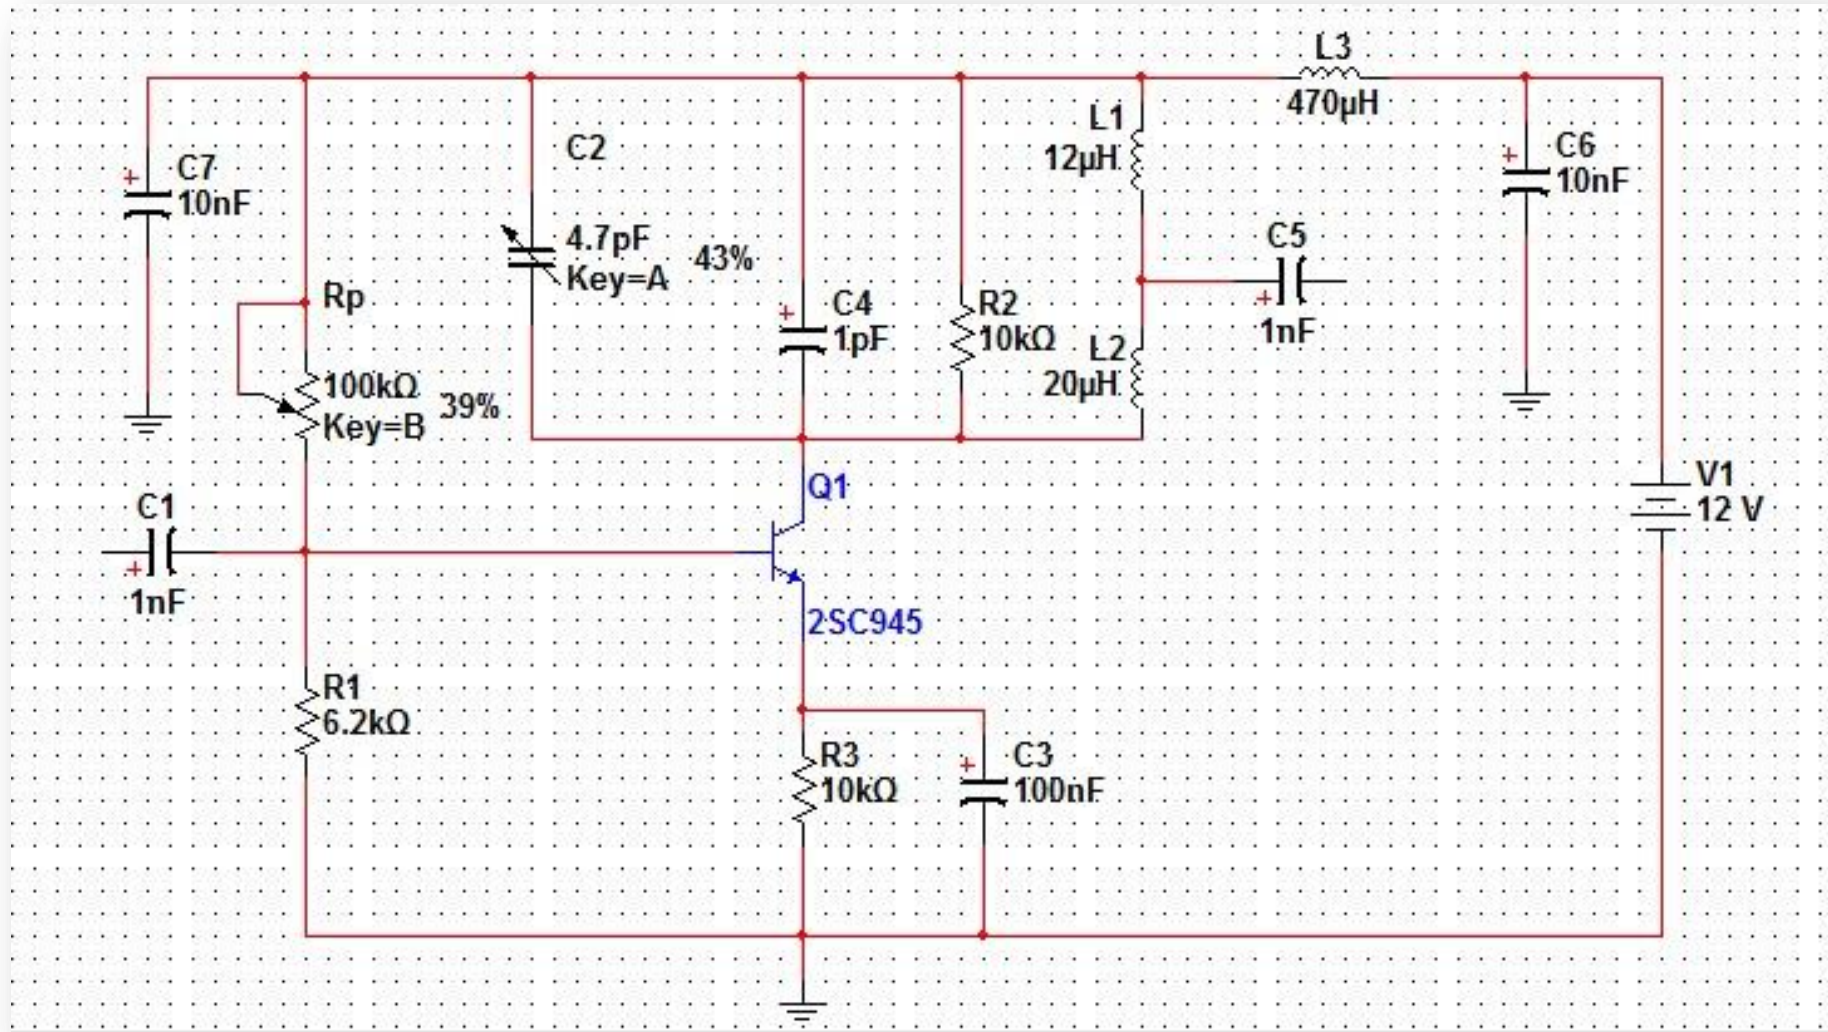 L3
470µH
L1
12µH
C2
C6
10nF
+
C7
10nF
+
4.7pF
Key=A
43%
C5
+
1nF
Rp
C4
1pF
+
R2
10kΩ
L2
20µH
100kΩ
Key=B
39%
Q1
V1
12 V
C1
+
1nF
2SC945
R1
6.2kΩ
R3
10kΩ
+
C3
100nF